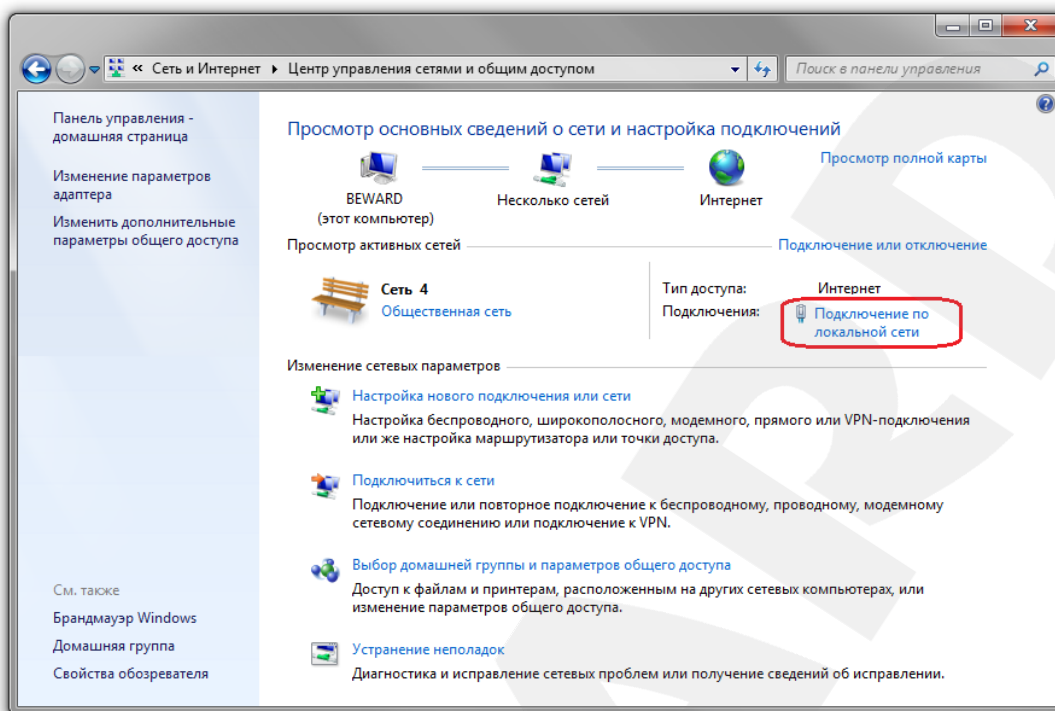 « Сеть и Интернет ▸ Центр управления сетями и общим доступом
Поиск в панели управления
Панель управления -
домашняя страница
Изменение параметров
адаптера
Изменить дополнительные
параметры общего доступа
См. также
Брандмауэр Windows
Домашняя группа
Свойства обозревателя
Просмотр основных сведений о сети и настройка подключений
Просмотр полной карты
BEWARD
(этот компьютер)
Несколько сетей
Интернет
Просмотр активных сетей
Подключение или отключение
Сеть 4
Общественная сеть
Тип доступа: Интернет
Подключения: Подключение по
локальной сети
Изменение сетевых параметров
Настройка нового подключения или сети
Настройка беспроводного, широкополосного, модемного, прямого или VPN-подключения
или же настройка маршрутизатора или точки доступа.
Подключиться к сети
Подключение или повторное подключение к беспроводному, проводному, модемному
сетевому соединению или подключение к VPN.
Выбор домашней группы и параметров общего доступа
Доступ к файлам и принтерам, расположенным на других сетевых компьютерах, или
изменение параметров общего доступа.
Устранение неполадок
Диагностика и исправление сетевых проблем или получение сведений об исправлении.